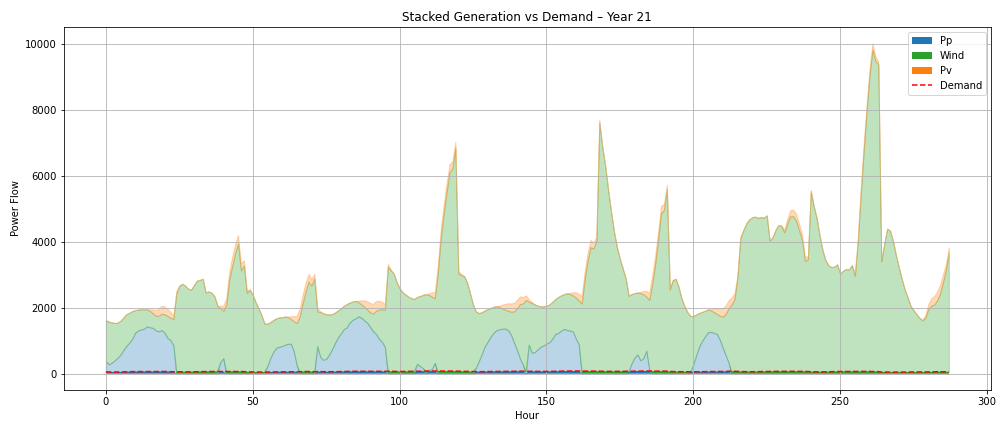 Stacked Generation vs Demand – Year 21
Power Flow
10000
8000
6000
4000
2000
0
Pp
Wind
Pv
Demand
0 50 100 150 200 250 300
Hour